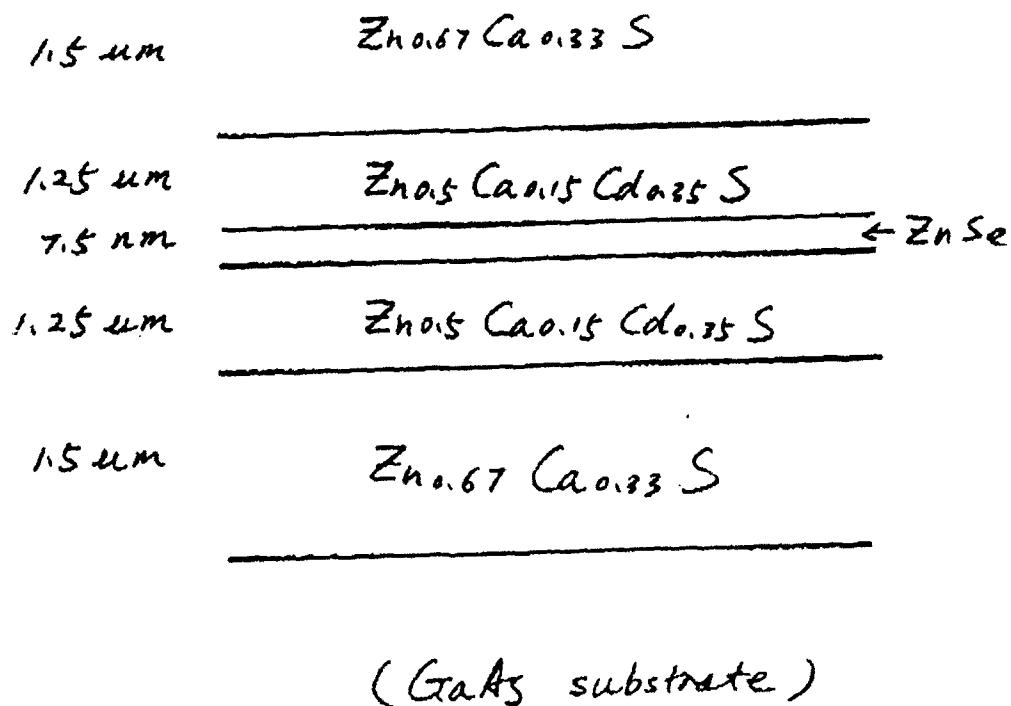 1.5 um Zn0.67 Ca0.33 S
1.25 um Zn0.5 Ca0.15 Cd0.35 S
7.5 nm ← ZnSe
1.25 um Zn0.5 Ca0.15 Cd0.35 S
1.5 um Zn0.67 Ca0.33 S
(GaAs substrate)